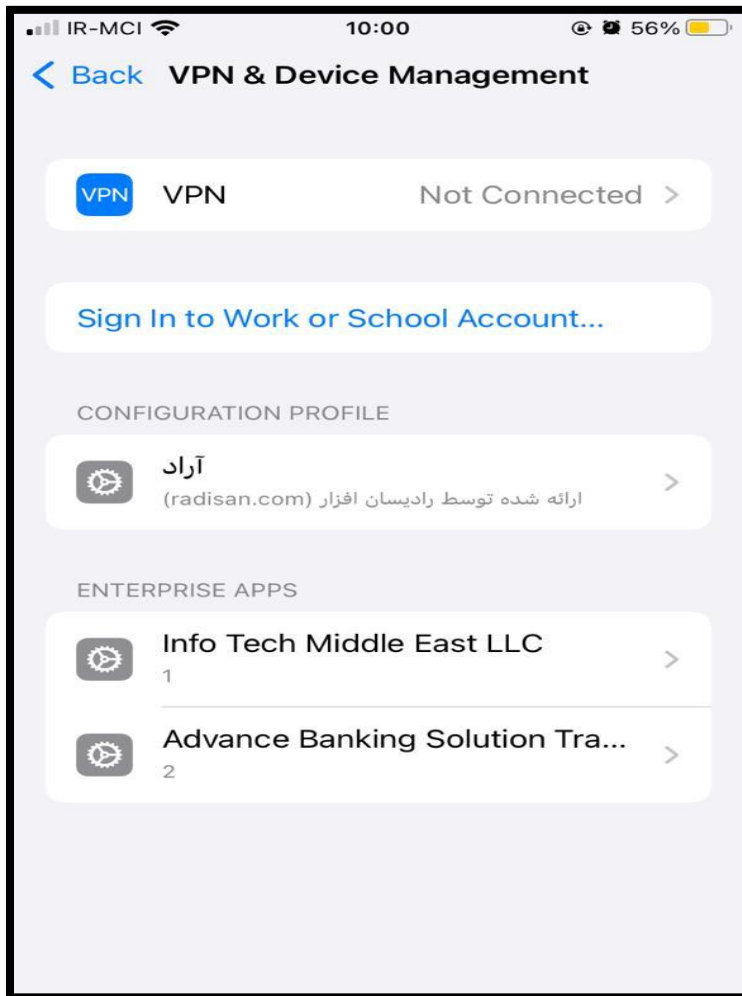 IR-MCI 10:00 56%
Back VPN & Device Management
VPN VPN Not Connected
Sign In to Work or School Account...
CONFIGURATION PROFILE
آراد
ارائه شده توسط رادیسان افزار (radisan.com)
ENTERPRISE APPS
Info Tech Middle East LLC
1
Advance Banking Solution Tra...
2